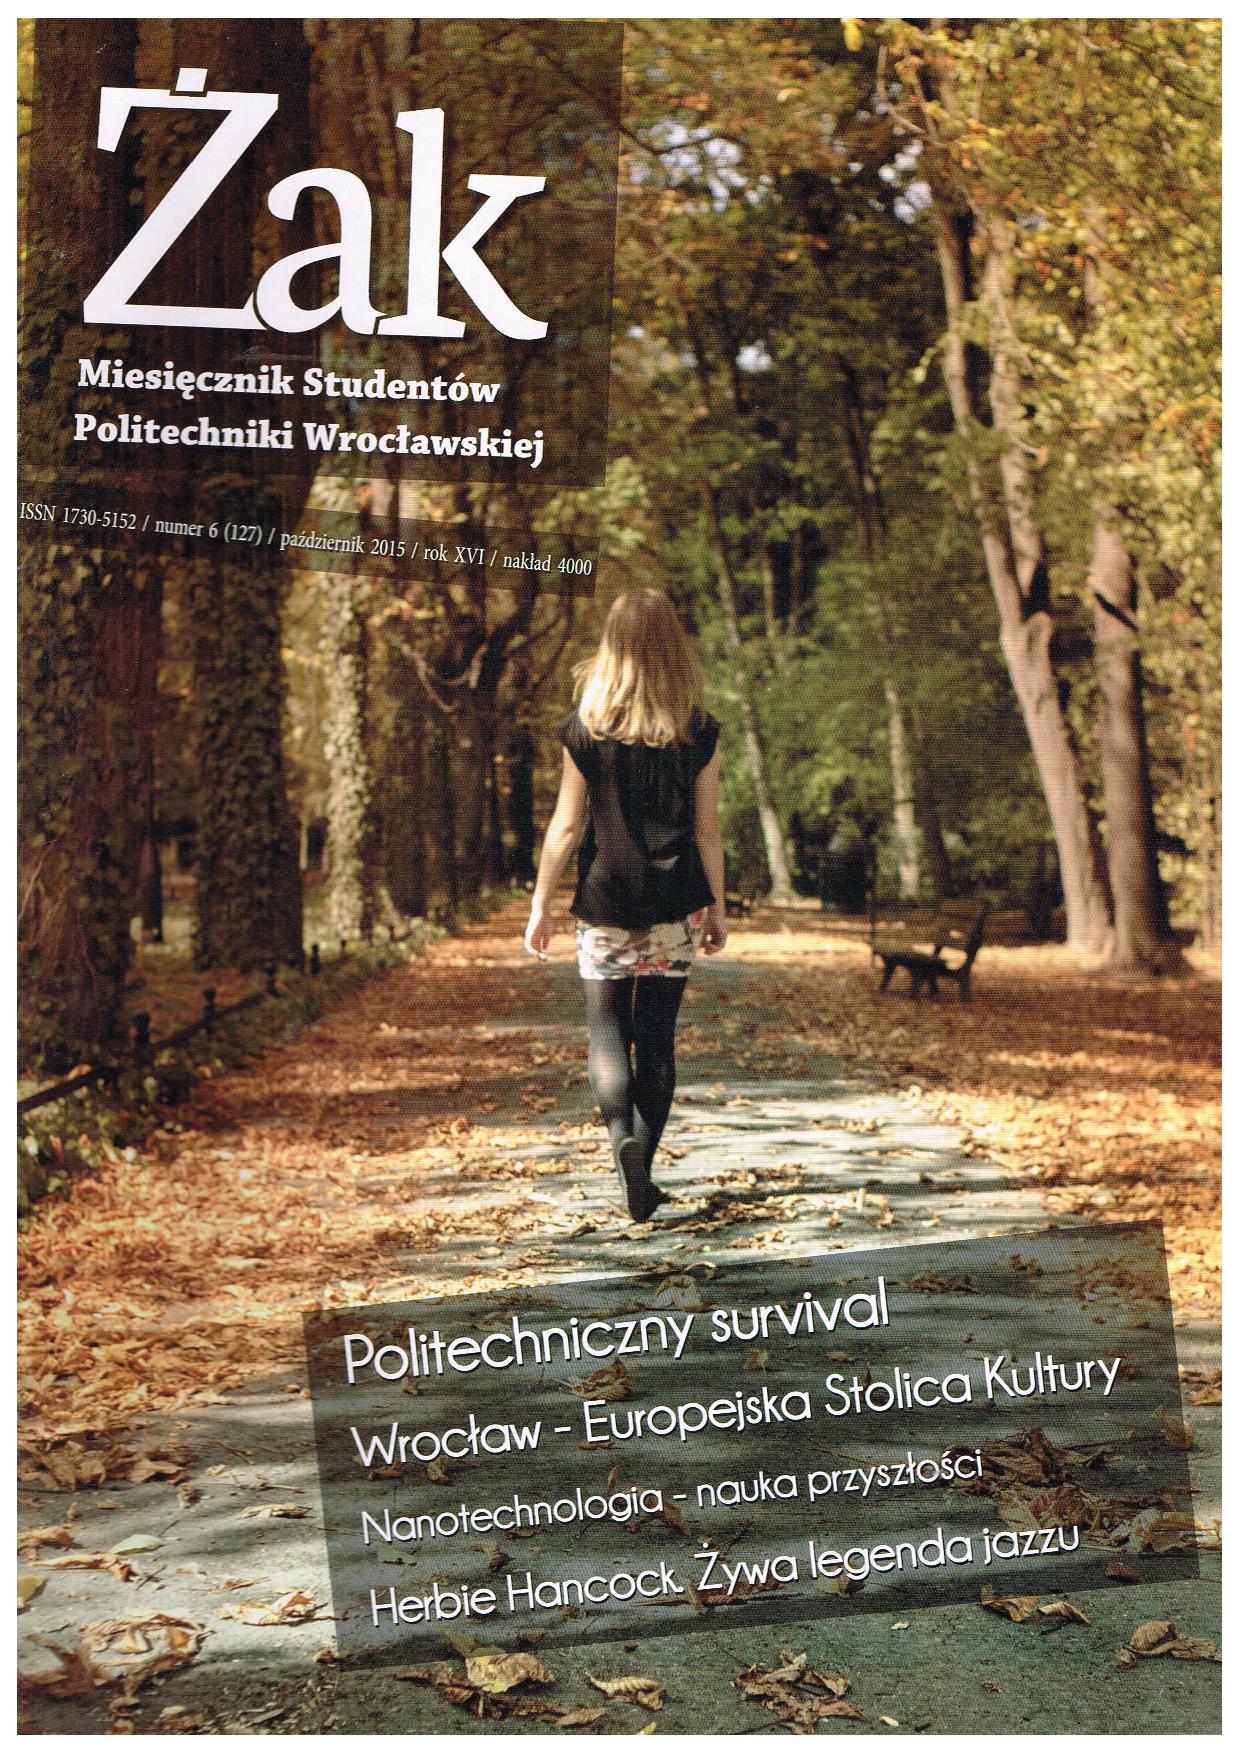 Żak
Miesięcznik Studentów
Politechniki Wrocławskiej
ISSN 1730-5152 / numer 6 (127) / październik 2015 / rok XVI / nakład 4000
Politechniczny survival
Wrocław - Europejska Stolica Kultury
Nanotechnologia - nauka przyszłości
Herbie Hancock. Żywa legenda jazzu